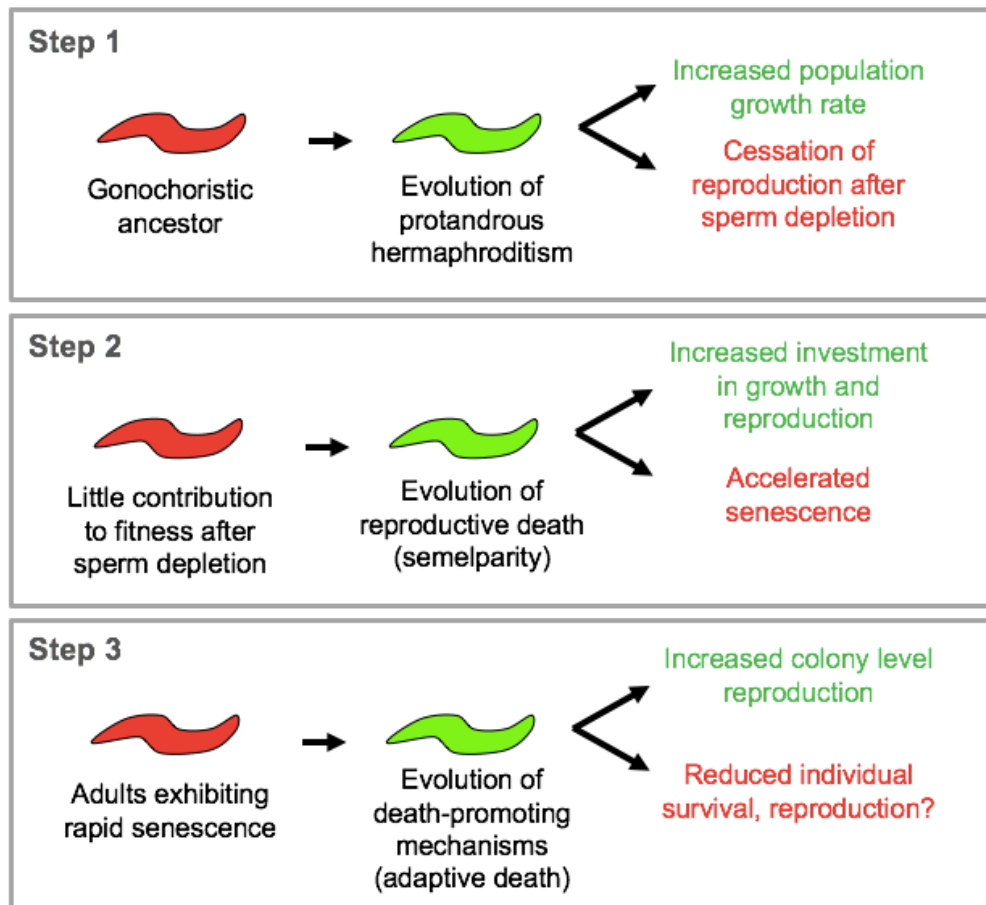 Step 1
Gonochoristic
ancestor
Evolution of
protandrous
hermaphroditism
Increased population
growth rate
Cessation of
reproduction after
sperm depletion
Step 2
Little contribution
to fitness after
sperm depletion
Evolution of
reproductive death
(semelparity)
Increased investment
in growth and
reproduction
Accelerated
senescence
Step 3
Adults exhibiting
rapid senescence
Evolution of
death-promoting
mechanisms
(adaptive death)
Increased colony level
reproduction
Reduced individual
survival, reproduction?